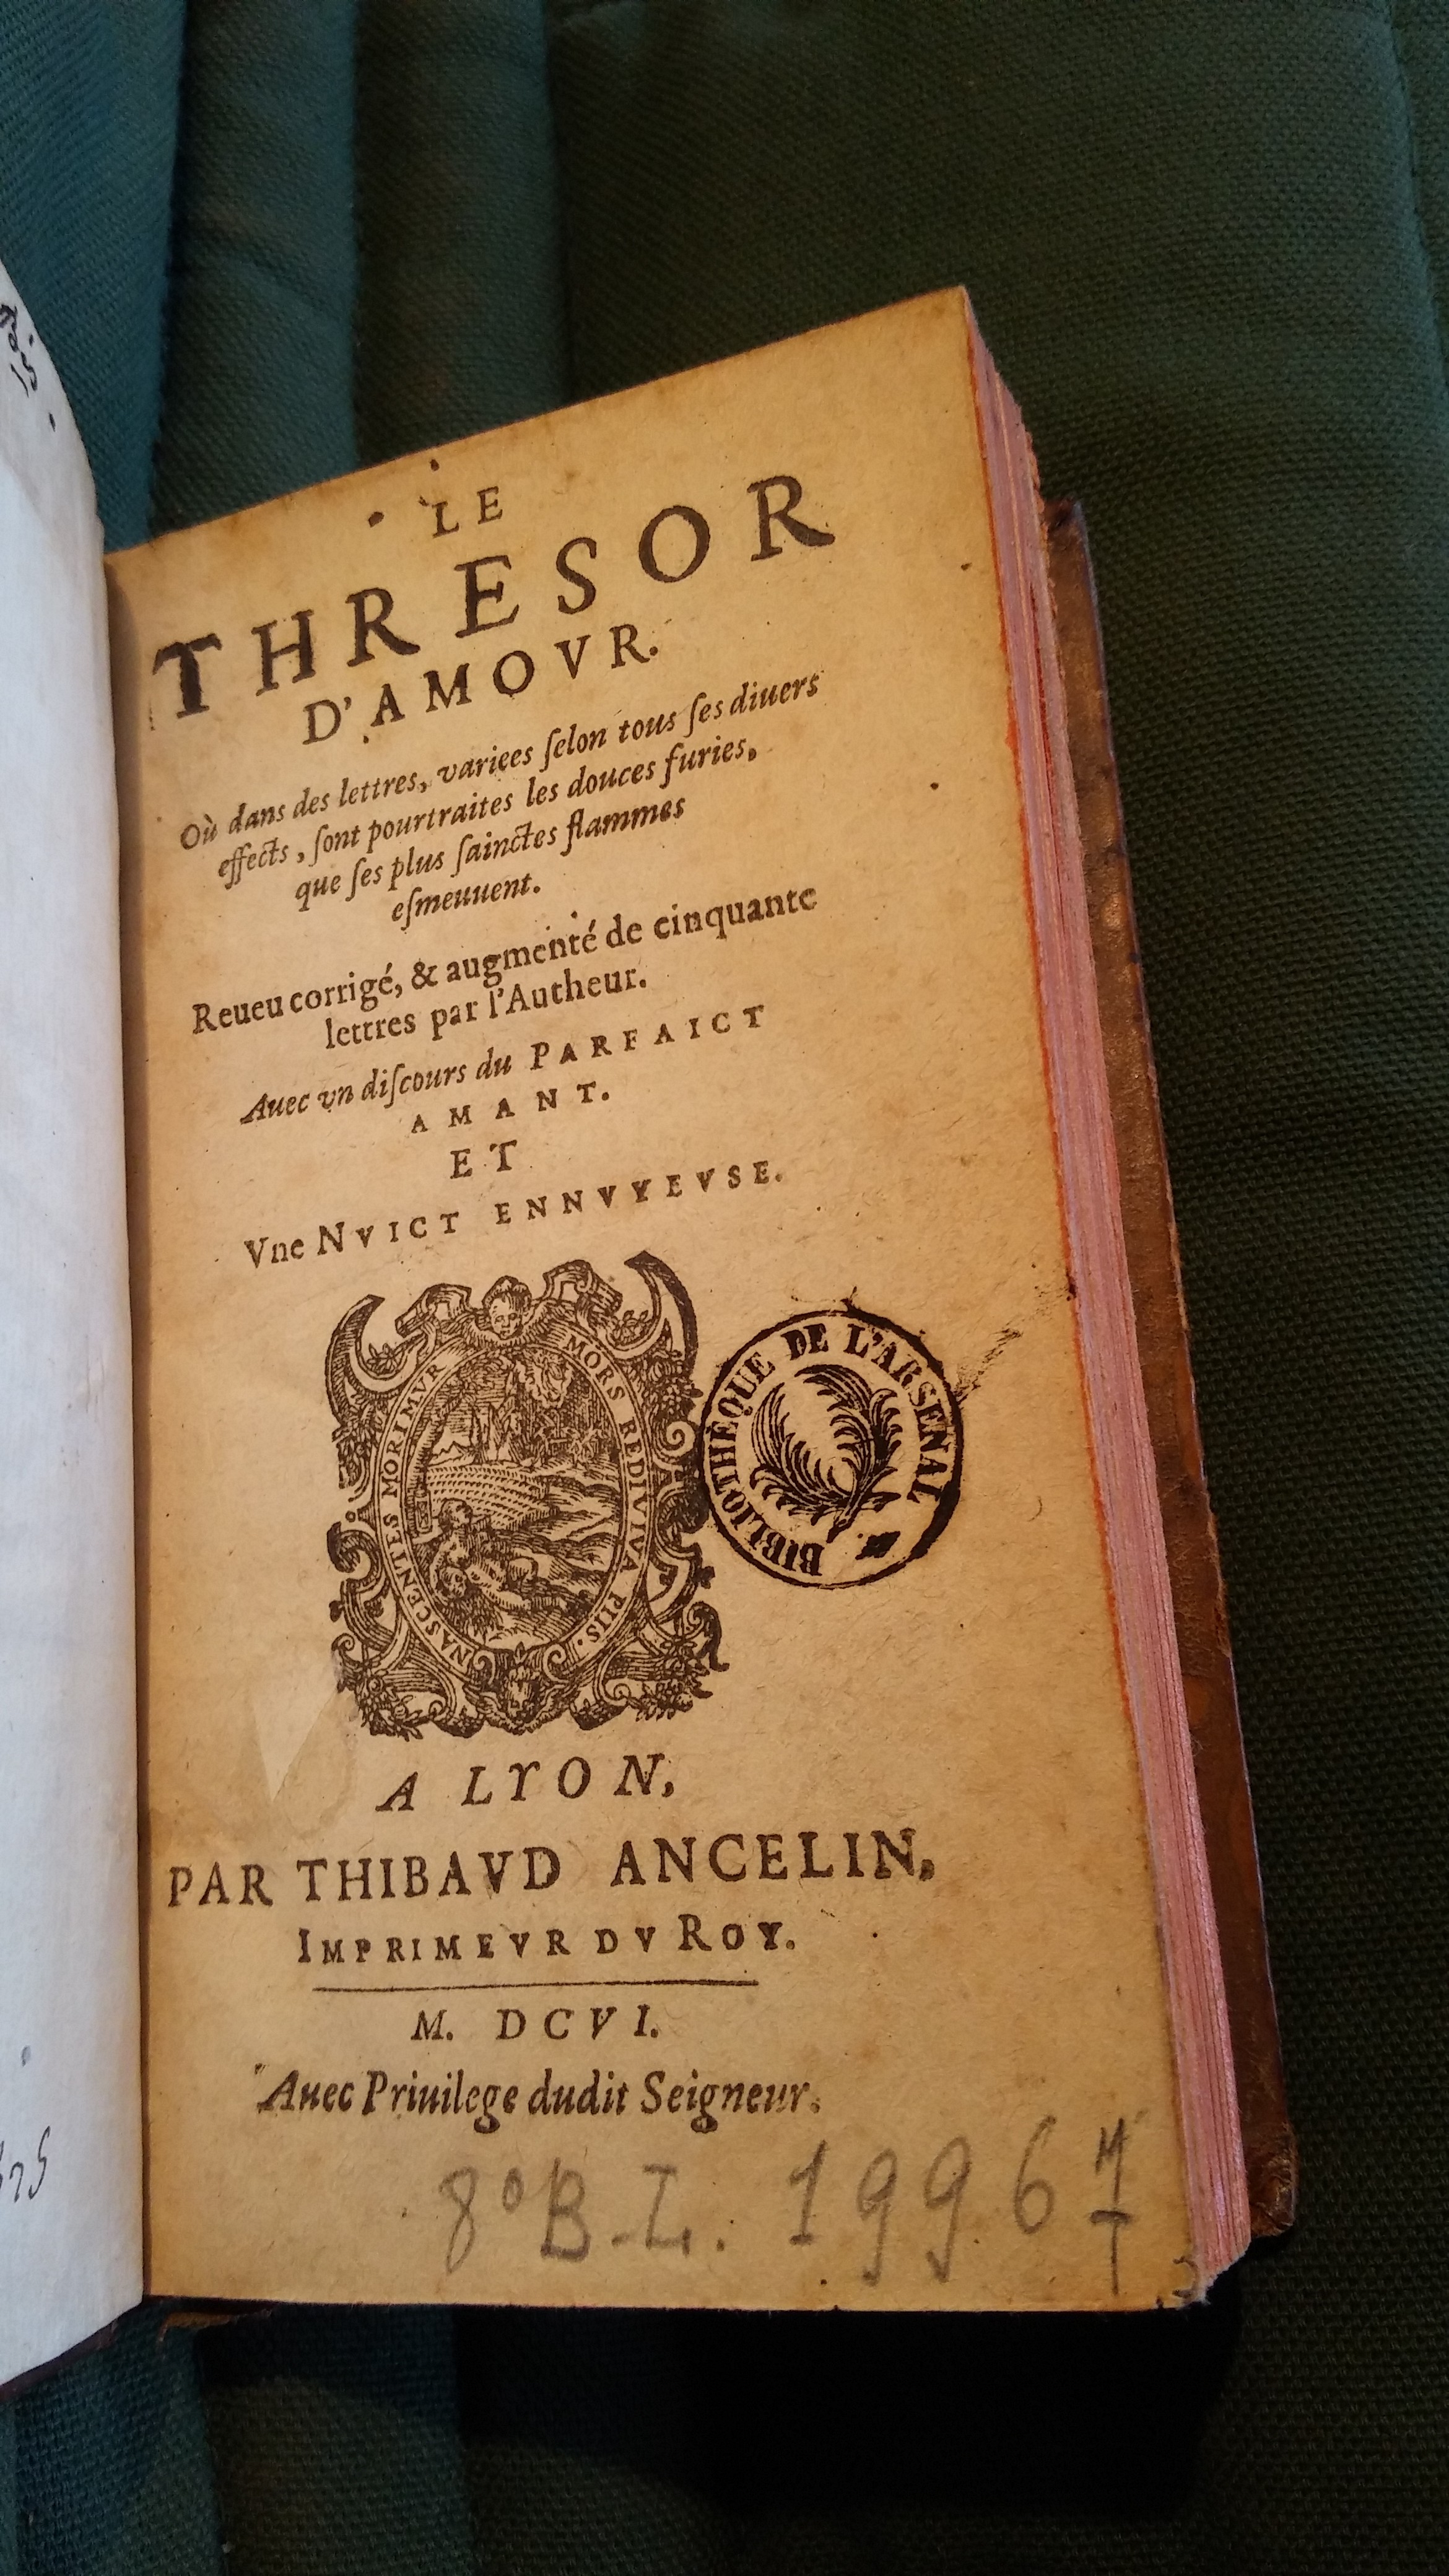 LE
THRESOR
D'AMOVR.
Où dans des lettres, variees ſelon tous ſes diuers
effects, ſont pourtraites les douces furies,
que ſes plus ſainctes flammes
eſmeuuent.
Reueu corrigé, & augmenté de cinquante
lettres par l'Autheur.
Auec vn diſcours du PARFAICT
AMANT.
ET
Vne NVICT ENNVYEVSE.
NASCENTES MORIMVR MORS REDIVIVA PIIS.
BIBLIOTHÈQUE DE L'ARSENAL
A LYON,
PAR THIBAVD ANCELIN,
IMPRIMEVR DV ROY.
M. DCVI.
Auec Priuilege dudit Seigneur.
8º B.L. 19967